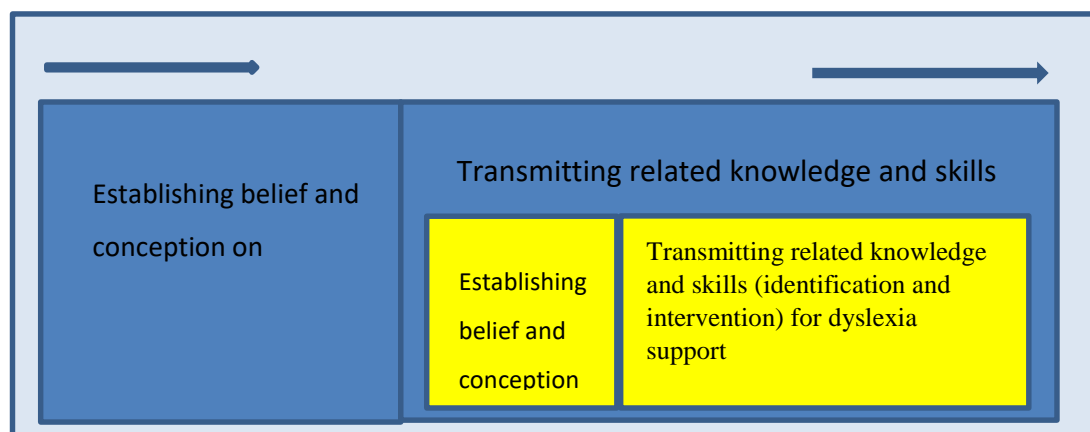 Establishing belief and
conception on
Transmitting related knowledge and skills
Establishing
belief and
conception
Transmitting related knowledge
and skills (identification and
intervention) for dyslexia
support